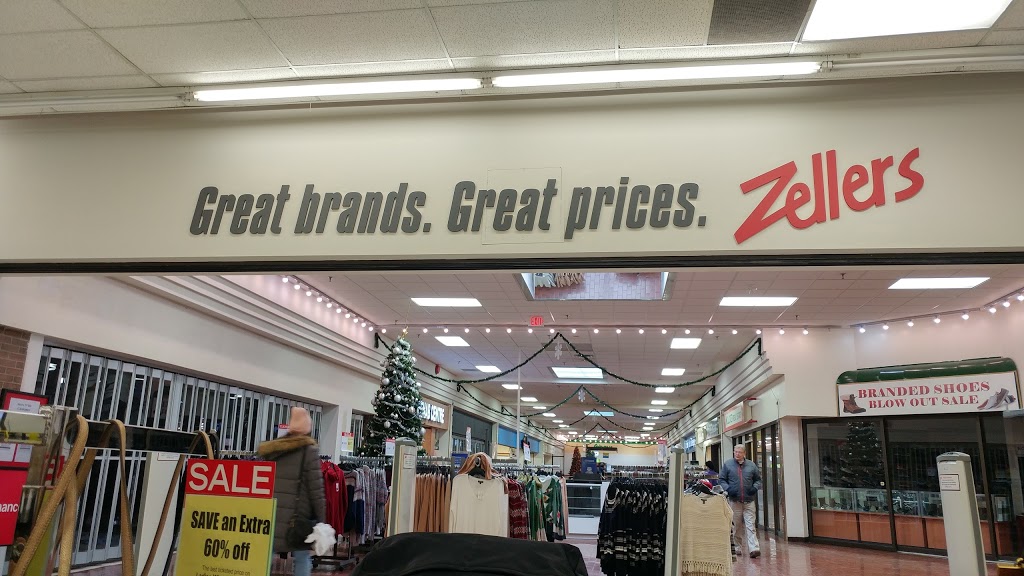 Great brands. Great prices. Zellers
BRANDED SHOES
BLOW OUT SALE
SALE
SAVE an Extra
60% off